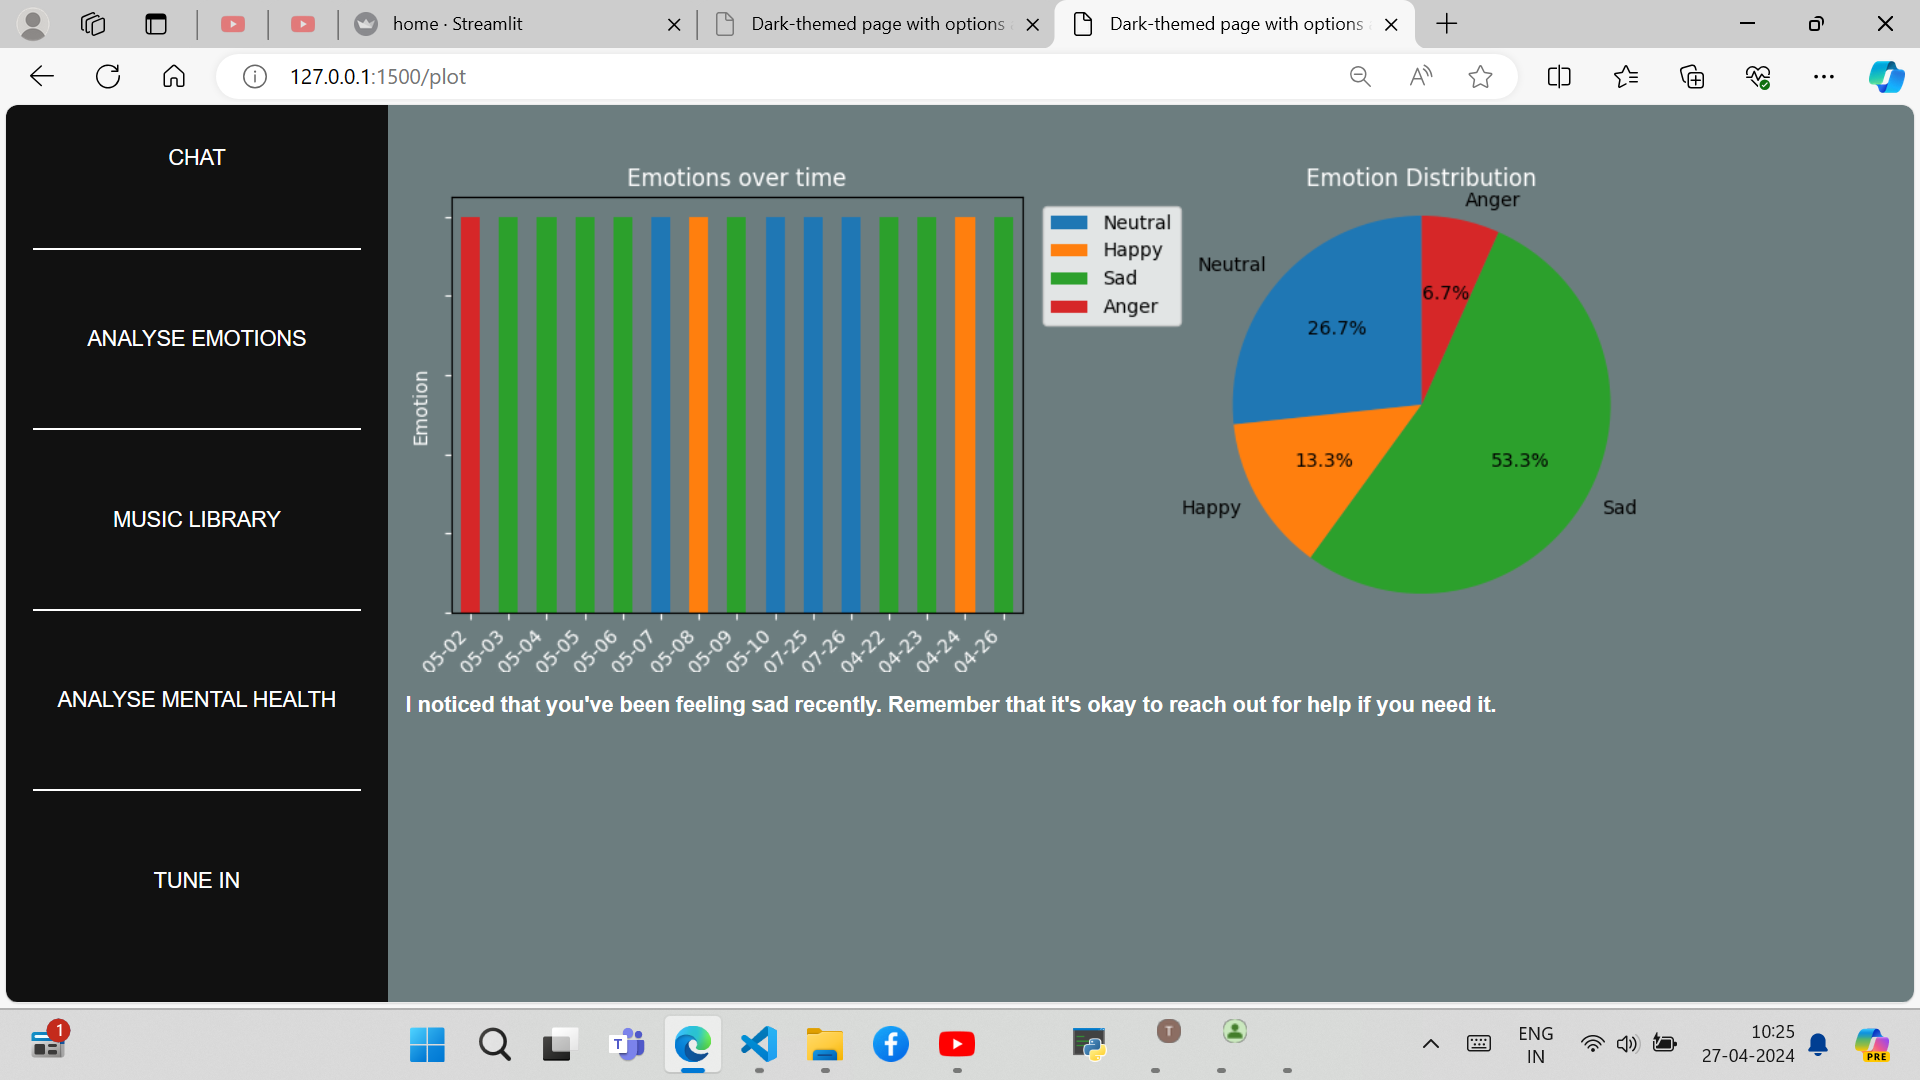 home · Streamlit
Dark-themed page with options
Dark-themed page with options
127.0.0.1:1500/plot
CHAT
ANALYSE EMOTIONS
MUSIC LIBRARY
ANALYSE MENTAL HEALTH
TUNE IN
Emotions over time
Emotion
05-02
05-03
05-04
05-05
05-06
05-07
05-08
05-09
05-10
07-25
07-26
04-22
04-23
04-24
04-26
Neutral
Happy
Sad
Anger
Emotion Distribution
Anger
Neutral
6.7%
26.7%
13.3%
53.3%
Happy
Sad
I noticed that you've been feeling sad recently. Remember that it's okay to reach out for help if you need it.
1
T
T
ENG
IN
10:25
27-04-2024
PRE